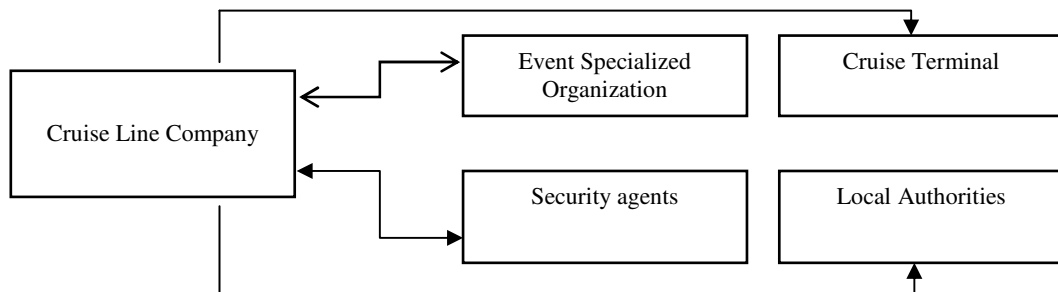 Event Specialized
Organization
Cruise Terminal
Cruise Line Company
Security agents
Local Authorities